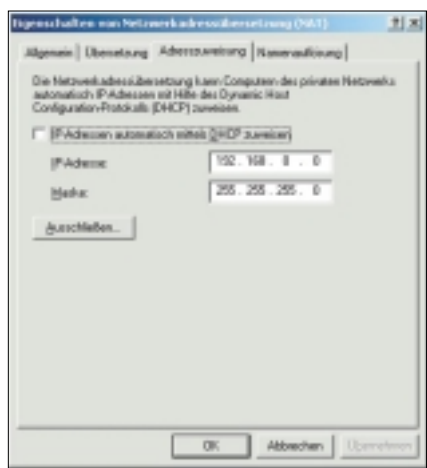 Eigenschaften von Netzwerkadressübersetzung (NAT)
Allgemein Übersetzung Adresszuweisung Namensauflösung
Die Netzwerkadressübersetzung kann Computern des privaten Netzwerks
automatisch IP-Adressen mit Hilfe des Dynamic Host
Configuration-Protokolls (DHCP) zuweisen.
IP-Adressen automatisch mittels DHCP zuweisen
IP-Adresse: 192 . 168 . 0 . 0
Maske: 255 . 255 . 255 . 0
Ausschließen...
OK Abbrechen Übernehmen